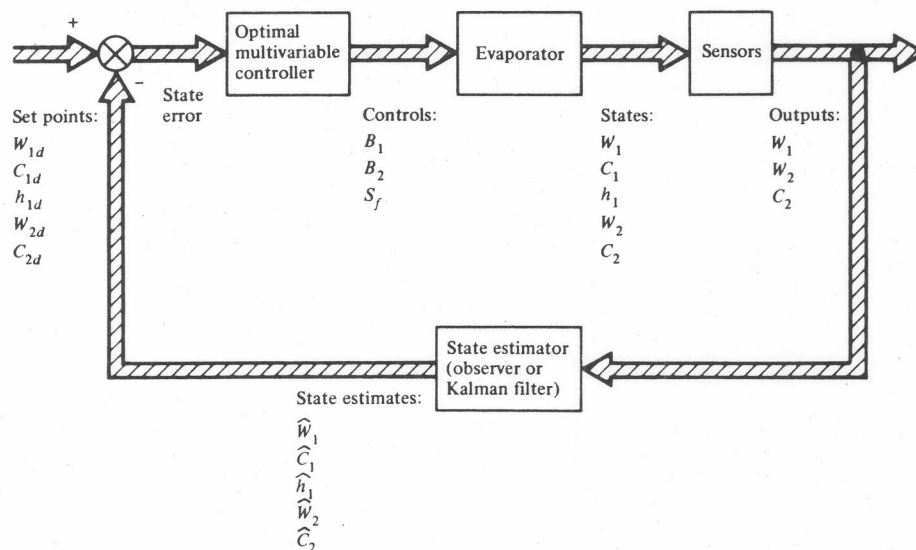 +
−
Optimal
multivariable
controller
Evaporator
Sensors
State
error
Set points:
W₁d
C₁d
h₁d
W₂d
C₂d
Controls:
B₁
B₂
S_f
States:
W₁
C₁
h₁
W₂
C₂
Outputs:
W₁
W₂
C₂
State estimator
(observer or
Kalman filter)
State estimates:
Ŵ₁
Ĉ₁
ĥ₁
Ŵ₂
Ĉ₂